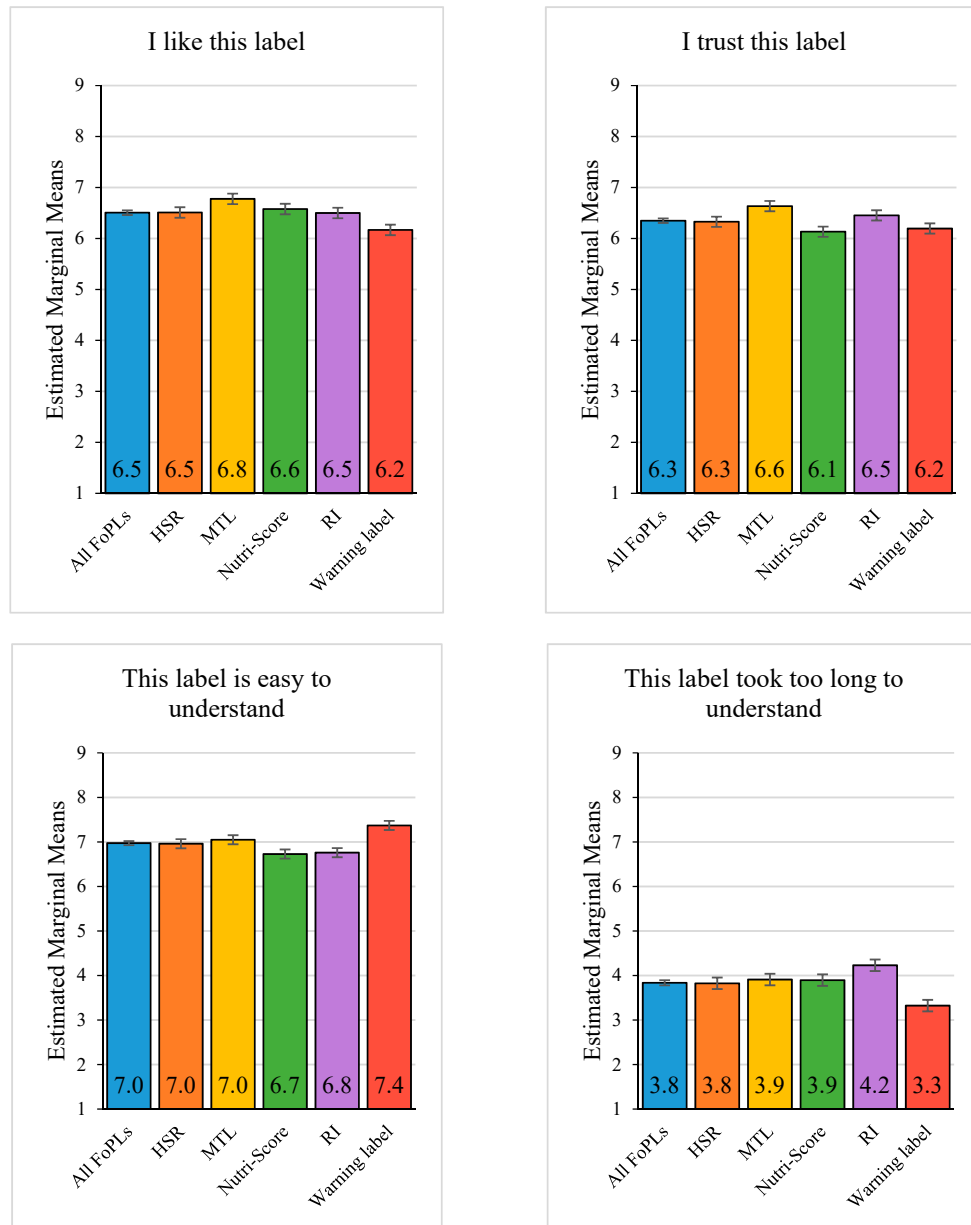 I like this label
Estimated Marginal Means
9
8
7
6
5
4
3
2
1
6.5 6.5 6.8 6.6 6.5 6.2
All FoPLs HSR MTL Nutri-Score RI Warning label
I trust this label
Estimated Marginal Means
9
8
7
6
5
4
3
2
1
6.3 6.3 6.6 6.1 6.5 6.2
All FoPLs HSR MTL Nutri-Score RI Warning label
This label is easy to
understand
Estimated Marginal Means
9
8
7
6
5
4
3
2
1
7.0 7.0 7.0 6.7 6.8 7.4
All FoPLs HSR MTL Nutri-Score RI Warning label
This label took too long to
understand
Estimated Marginal Means
9
8
7
6
5
4
3
2
1
3.8 3.8 3.9 3.9 4.2 3.3
All FoPLs HSR MTL Nutri-Score RI Warning label